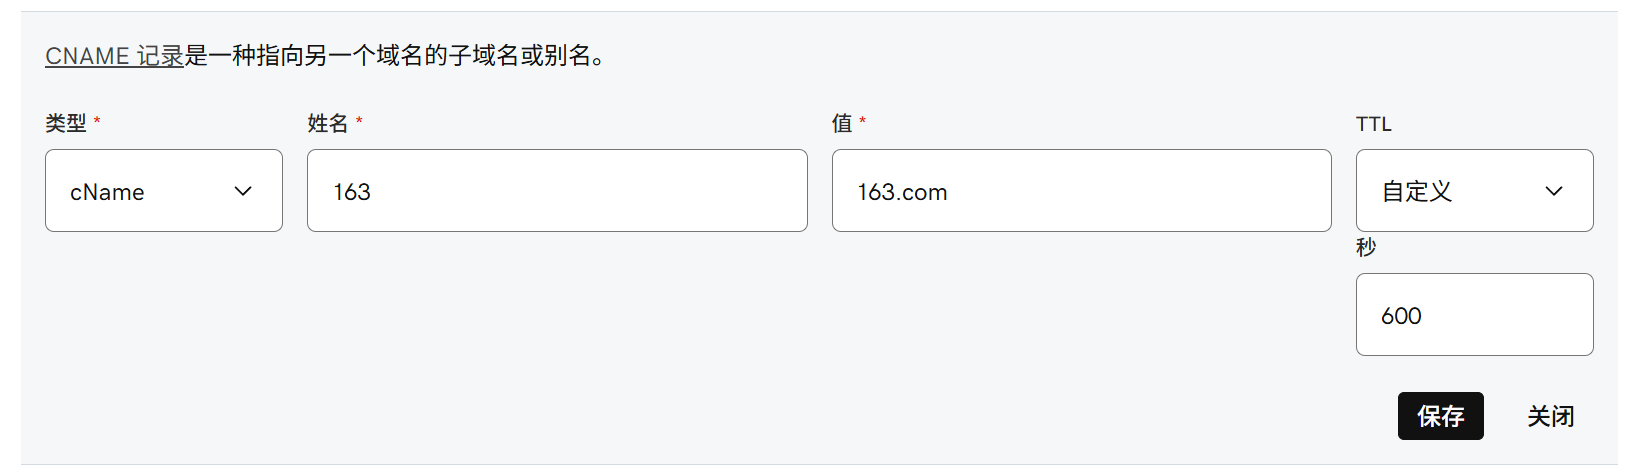 CNAME 记录是一种指向另一个域名的子域名或别名。
类型 * 姓名 * 值 * TTL
cName 163 163.com 自定义
秒
600
保存 关闭